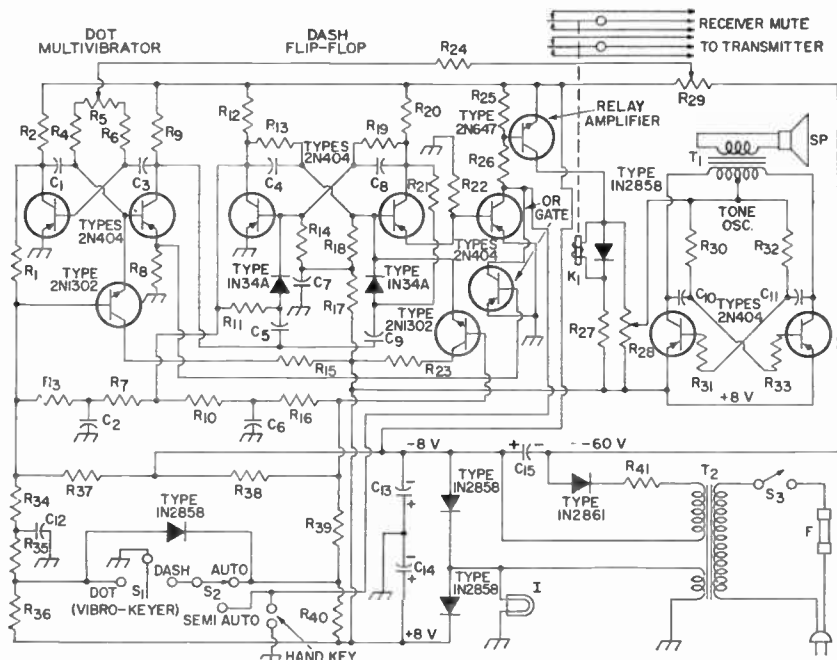 RECEIVER MUTE
TO TRANSMITTER
DOT
MULTIVIBRATOR
DASH
FLIP-FLOP
R24
R2
R4
R5
R6
R9
R12
R13
TYPES
2N404
R19
R20
R25
TYPE
2N647
R26
RELAY
AMPLIFIER
R29
SP
T1
TYPE
IN2858
C1
C3
C4
C8
R21
R22
OR
GATE
TYPES
2N404
TYPES
2N404
TONE
OSC.
R1
R8
TYPE
2N1302
R14
R18
TYPE
IN34A
C7
TYPE
IN34A
R17
R11
C5
C9
TYPE
2N1302
K1
R27
R28
R30
R32
C10
C11
TYPES
2N404
R31
R33
+8 V
R15
R23
R3
R7
C2
R10
C6
R16
R37
R38
-8 V
C15
+ -
--60 V
TYPE
IN2861
R41
T2
S3
F
R34
C12
R35
R36
TYPE
IN2858
DOT
S1
(VIBRO-KEYER)
DASH
S2
AUTO
SEMI AUTO
HAND KEY
R39
R40
C13
-
+
C14
-
+
TYPE
IN2858
TYPE
IN2858
I
+8 V